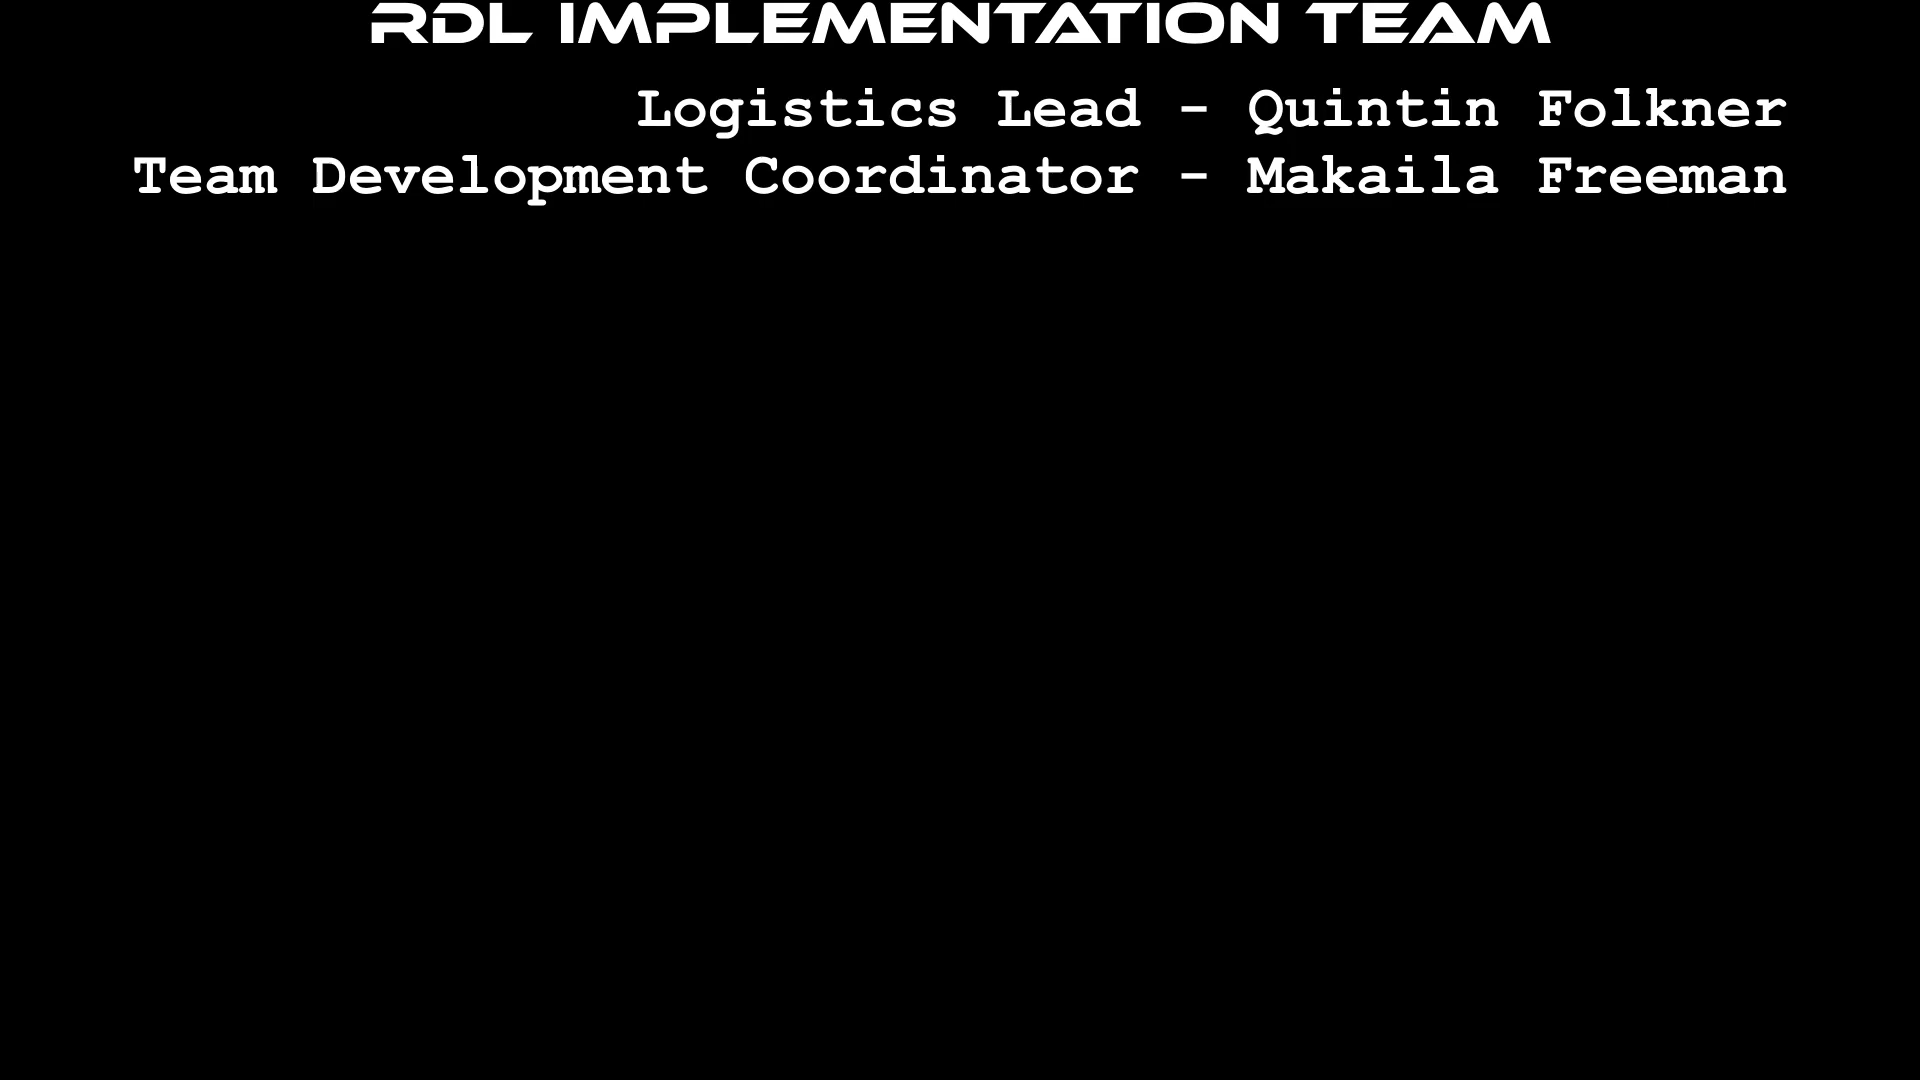 RDL IMPLEMENTATION TEAM
Logistics Lead - Quintin Folkner
Team Development Coordinator - Makaila Freeman